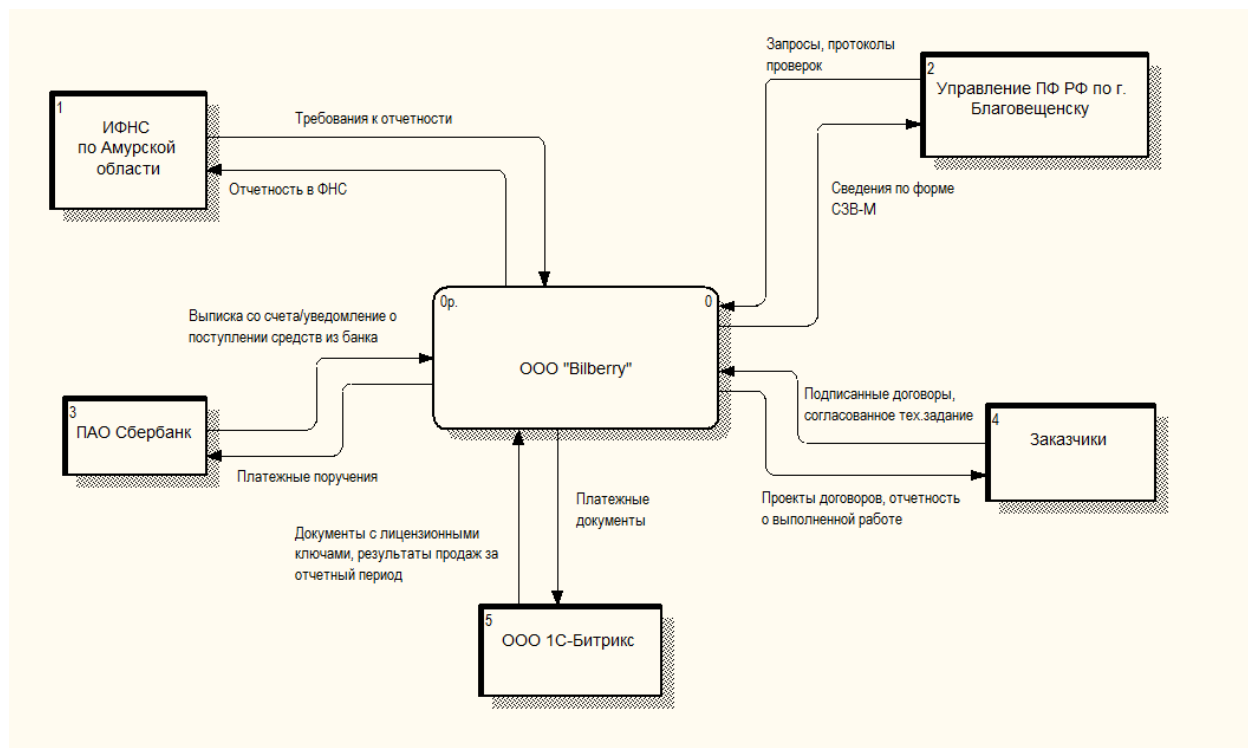 Запросы, протоколы
проверок
2
Управление ПФ РФ по г.
Благовещенску
1
ИФНС
по Амурской
области
Требования к отчетности
Отчетность в ФНС
Сведения по форме
СЗВ-М
0р.
0
ООО "Bilberry"
Выписка со счета/уведомление о
поступлении средств из банка
3
ПАО Сбербанк
Платежные поручения
Подписанные договоры,
согласованное тех.задание
4
Заказчики
Проекты договоров, отчетность
о выполненной работе
Платежные
документы
Документы с лицензионными
ключами, результаты продаж за
отчетный период
5
ООО 1С-Битрикс